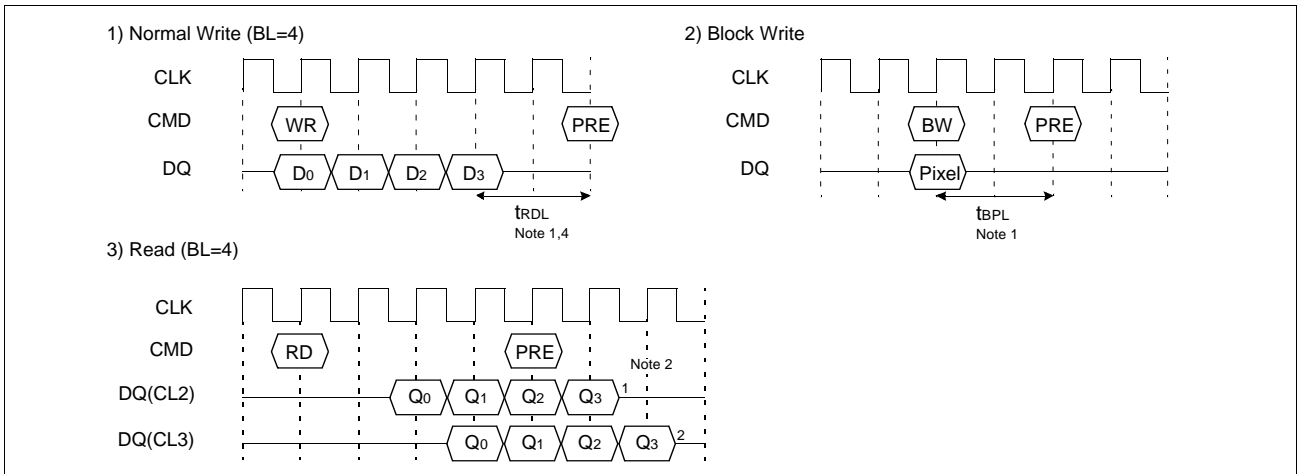 1) Normal Write (BL=4)
CLK
CMD
WR
PRE
DQ
D0
D1
D2
D3
tRDL
Note 1,4
2) Block Write
CLK
CMD
BW
PRE
DQ
Pixel
tBPL
Note 1
3) Read (BL=4)
CLK
CMD
RD
PRE
Note 2
DQ(CL2)
Q0
Q1
Q2
Q3
1
DQ(CL3)
Q0
Q1
Q2
Q3
2